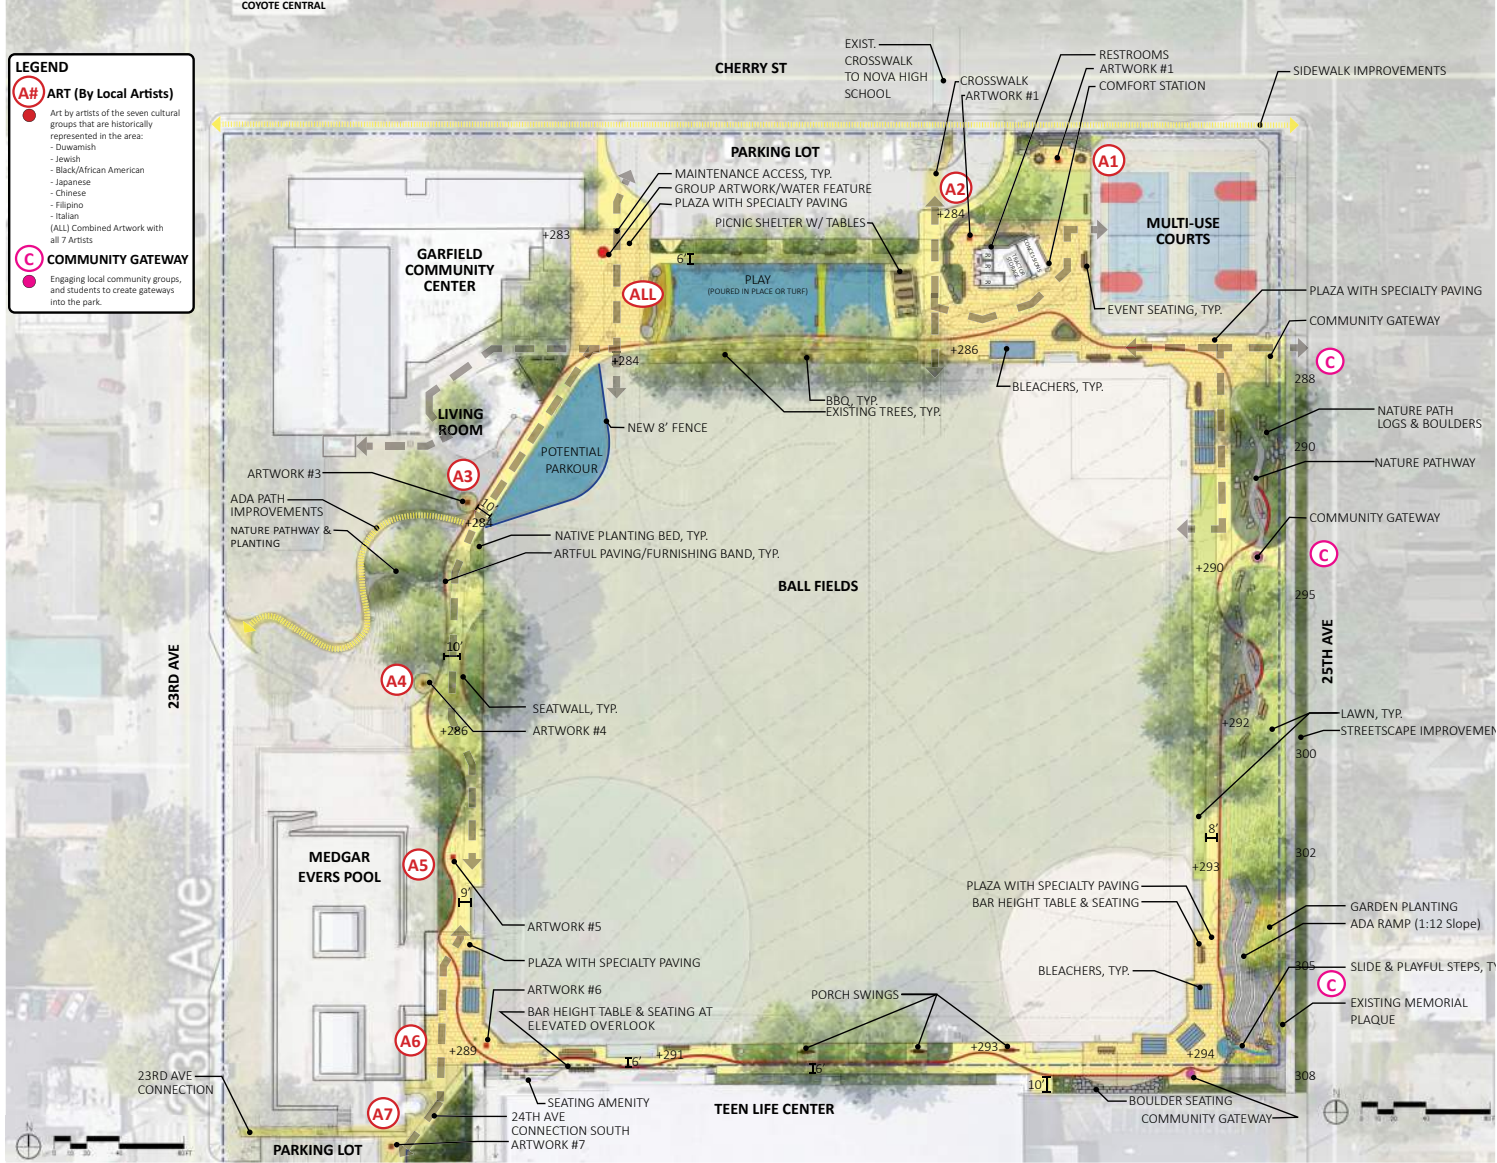 COYOTE CENTRAL
LEGEND
A# ART (By Local Artists)
Art by artists of the seven cultural
groups that are historically
represented in the area:
- Duwamish
- Jewish
- Black/African American
- Japanese
- Chinese
- Filipino
- Italian
(ALL) Combined Artwork with
all 7 Artists
C COMMUNITY GATEWAY
Engaging local community groups,
and students to create gateways
into the park.
CHERRY ST
EXIST.
CROSSWALK
TO NOVA HIGH
SCHOOL
CROSSWALK
ARTWORK #1
RESTROOMS
ARTWORK #1
COMFORT STATION
SIDEWALK IMPROVEMENTS
PARKING LOT
MAINTENANCE ACCESS, TYP.
GROUP ARTWORK/WATER FEATURE
PLAZA WITH SPECIALTY PAVING
PICNIC SHELTER W/ TABLES
A1
A2
+284
+283
MULTI-USE
COURTS
GARFIELD
COMMUNITY
CENTER
6'
PLAY
(POURED IN PLACE OR TURF)
CONCESSIONS
TRACTOR
STORAGE
ALL
EVENT SEATING, TYP.
PLAZA WITH SPECIALTY PAVING
COMMUNITY GATEWAY
C
288
+284
+286
BLEACHERS, TYP.
BBQ, TYP.
EXISTING TREES, TYP.
LIVING
ROOM
NEW 8' FENCE
NATURE PATH
LOGS & BOULDERS
290
POTENTIAL
PARKOUR
NATURE PATHWAY
ARTWORK #3
A3
10'
+284
ADA PATH
IMPROVEMENTS
NATURE PATHWAY &
PLANTING
COMMUNITY GATEWAY
C
NATIVE PLANTING BED, TYP.
ARTFUL PAVING/FURNISHING BAND, TYP.
+290
BALL FIELDS
295
23RD AVE
25TH AVE
10'
A4
SEATWALL, TYP.
ARTWORK #4
+286
LAWN, TYP.
+292
STREETSCAPE IMPROVEMEN
300
8'
302
+293
MEDGAR
EVERS POOL
A5
9'
PLAZA WITH SPECIALTY PAVING
BAR HEIGHT TABLE & SEATING
GARDEN PLANTING
ADA RAMP (1:12 Slope)
ARTWORK #5
PLAZA WITH SPECIALTY PAVING
BLEACHERS, TYP.
305
SLIDE & PLAYFUL STEPS, TY
C
ARTWORK #6
PORCH SWINGS
EXISTING MEMORIAL
PLAQUE
BAR HEIGHT TABLE & SEATING AT
ELEVATED OVERLOOK
23rd Ave
A6
+289
6'
+291
6'
+293
+294
308
23RD AVE
CONNECTION
10'
A7
SEATING AMENITY
24TH AVE
CONNECTION SOUTH
ARTWORK #7
TEEN LIFE CENTER
BOULDER SEATING
COMMUNITY GATEWAY
PARKING LOT
N
N